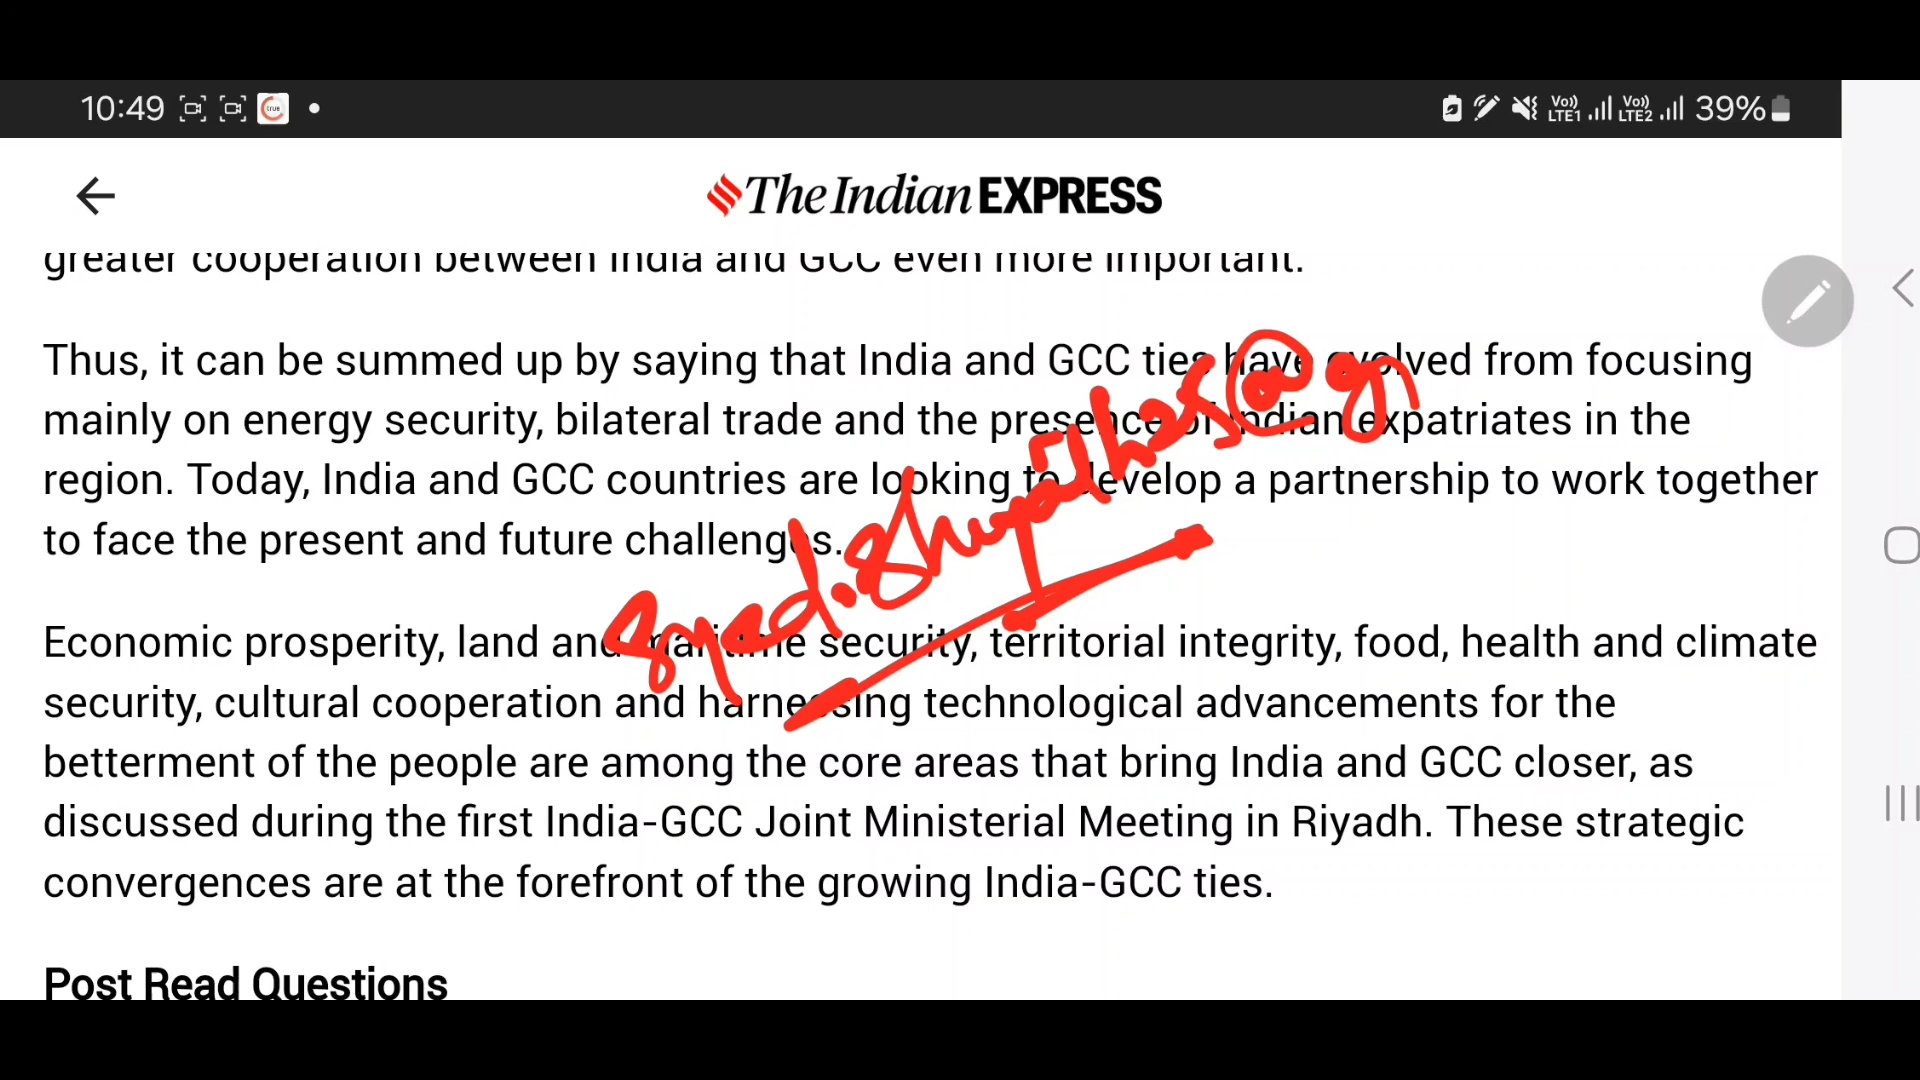 10:49
Vo)) LTE1 Vo)) LTE2 39%
The Indian EXPRESS
greater cooperation between India and GCC even more important.
Thus, it can be summed up by saying that India and GCC ties have evolved from focusing
mainly on energy security, bilateral trade and the presence of Indian expatriates in the
region. Today, India and GCC countries are looking to develop a partnership to work together
to face the present and future challenges.
Economic prosperity, land and maritime security, territorial integrity, food, health and climate
security, cultural cooperation and harnessing technological advancements for the
betterment of the people are among the core areas that bring India and GCC closer, as
discussed during the first India-GCC Joint Ministerial Meeting in Riyadh. These strategic
convergences are at the forefront of the growing India-GCC ties.
Post Read Questions